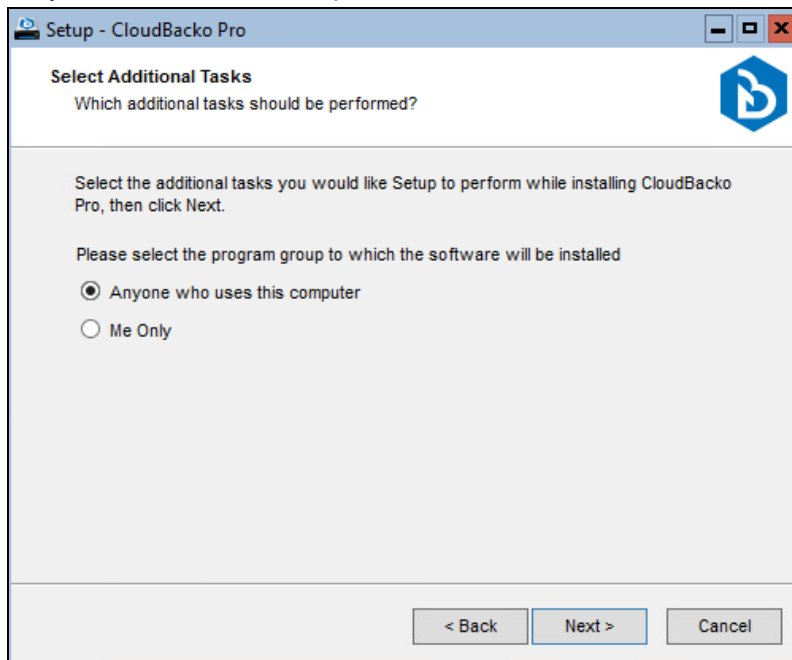 Setup - CloudBacko Pro
Select Additional Tasks
Which additional tasks should be performed?
Select the additional tasks you would like Setup to perform while installing CloudBacko
Pro, then click Next.
Please select the program group to which the software will be installed
Anyone who uses this computer
Me Only
< Back
Next >
Cancel